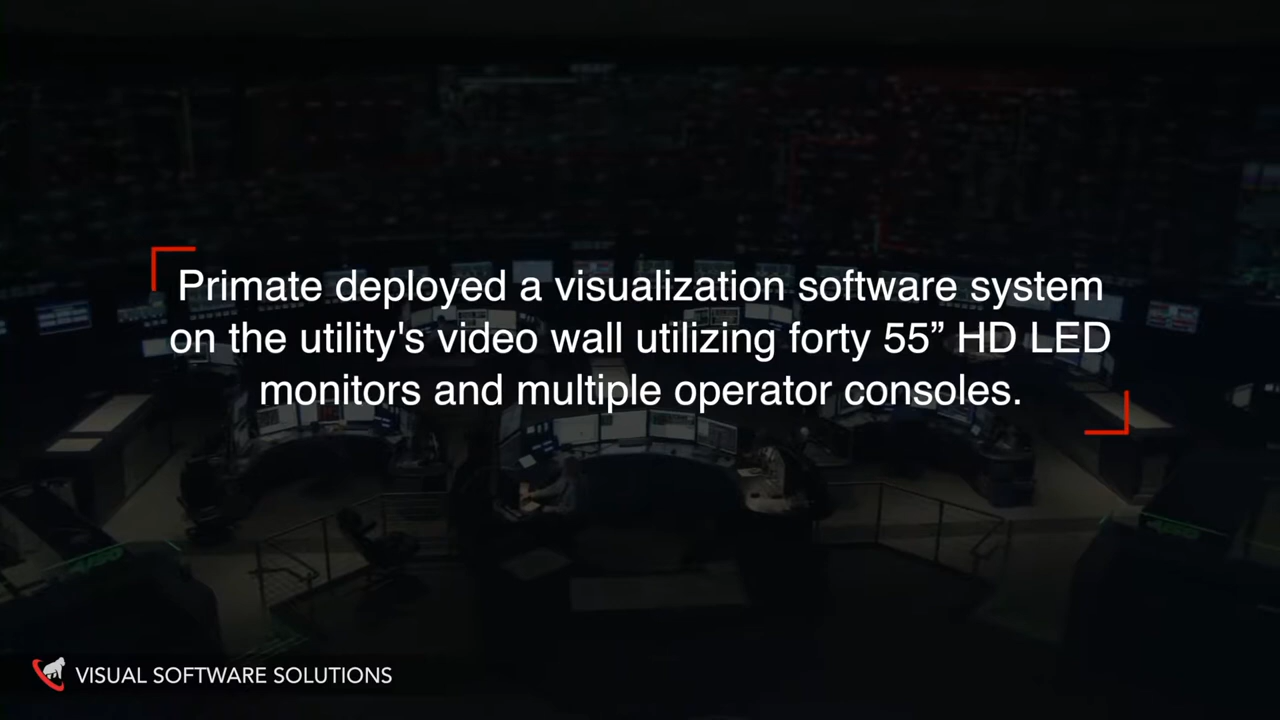 Primate deployed a visualization software system
on the utility's video wall utilizing forty 55” HD LED
monitors and multiple operator consoles.
VISUAL SOFTWARE SOLUTIONS